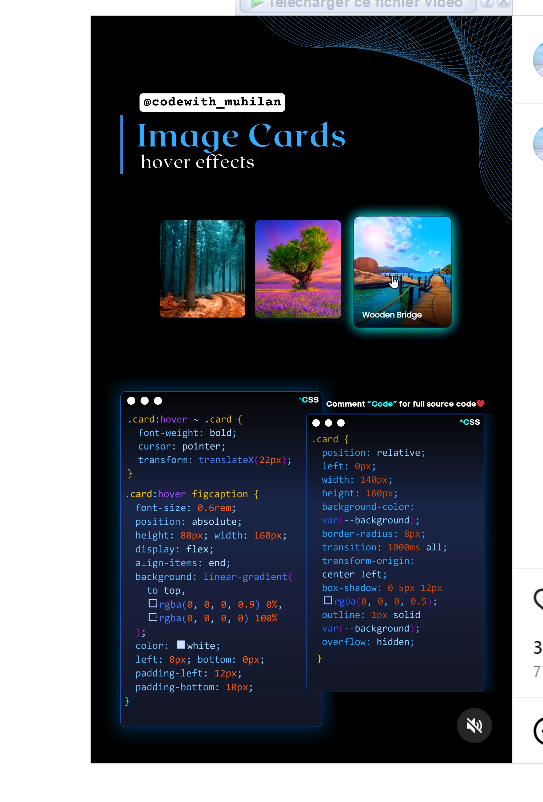 Télécharger ce fichier vidéo
@codewith_muhilan
Image Cards
hover effects
Wooden Bridge
CSS
.card:hover ~ .card {
font-weight: bold;
cursor: pointer;
transform: translateX(22px);
}
.card:hover figcaption {
font-size: 0.6rem;
position: absolute;
height: 80px; width: 160px;
display: flex;
align-items: end;
background: linear-gradient(
to top,
rgba(0, 0, 0, 0.9) 0%,
rgba(0, 0, 0, 0) 100%
);
color: white;
left: 0px; bottom: 0px;
padding-left: 12px;
padding-bottom: 10px;
}
Comment “Code” for full source code
CSS
.card {
position: relative;
left: 0px;
width: 140px;
height: 160px;
background-color:
var(--background);
border-radius: 8px;
transition: 1000ms all;
transform-origin:
center left;
box-shadow: 0 5px 12px
rgba(0, 0, 0, 0.5);
outline: 1px solid
var(--background);
overflow: hidden;
}
3
7